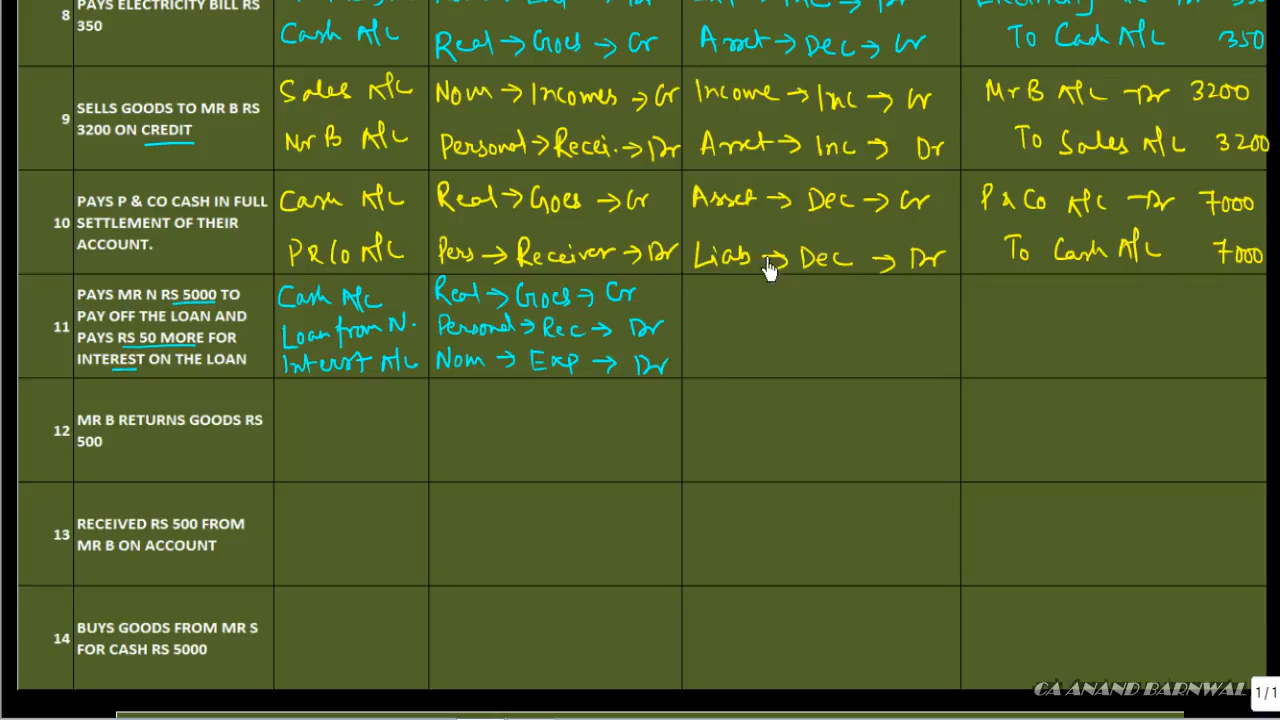 8 PAYS ELECTRICITY BILL RS 350
Cash A/C Real → Goes → Cr Asset → Dec → Cr To Cash A/C 350
9 SELLS GOODS TO MR B RS 3200 ON CREDIT
Sales A/C Nom → Incomes → Cr Income → Inc → Cr Mr B A/C - Dr 3200
Mr B A/C Personal → Recei. → Dr Asset → Inc → Dr To Sales A/C 3200
10 PAYS P & CO CASH IN FULL SETTLEMENT OF THEIR ACCOUNT.
Cash A/C Real → Goes → Cr Asset → Dec → Cr P & Co A/C - Dr 7000
P & Co A/C Pers → Receiver → Dr Liab → Dec → Dr To Cash A/C 7000
11 PAYS MR N RS 5000 TO PAY OFF THE LOAN AND PAYS RS 50 MORE FOR INTEREST ON THE LOAN
Cash A/C Real → Goes → Cr
Loan from N. Personal → Rec → Dr
Interest A/C Nom → Exp → Dr
12 MR B RETURNS GOODS RS 500
13 RECEIVED RS 500 FROM MR B ON ACCOUNT
14 BUYS GOODS FROM MR S FOR CASH RS 5000
CA ANAND BARNWAL
1/1